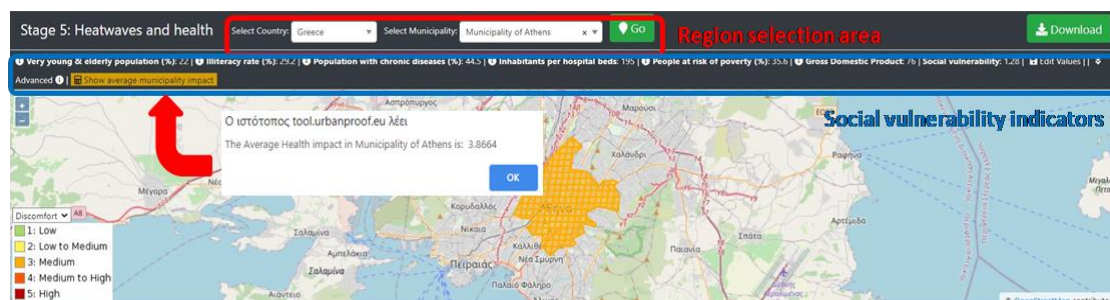 Stage 5: Heatwaves and health
Select Country: Greece
Select Municipality: Municipality of Athens × ▾
Go
Region selection area
Download
Very young & elderly population (%): 22 | Illiteracy rate (%): 29.2 | Population with chronic diseases (%): 44.5 | Inhabitants per hospital beds: 195 | People at risk of poverty (%): 35.6 | Gross Domestic Product: 76 | Social vulnerability: 1.28 | Edit Values | |
Advanced | Show average municipality impact
Social vulnerability indicators
Ο ιστότοπος tool.urbanproof.eu λέει
The Average Health impact in Municipality of Athens is: 3.8664
OK
+
-
Ασπρόπυργος
Μαρούσι
Χαλάνδρι
Ραφήνα
Μέγαρα
Κορυδαλλός
Αθήνα
Νίκαια
Σαλαμίνα
Καλλιθέα
Νέα Σμύρνη
Παιανία
Σπάτα
Αρτέμιδα
Αμπελάκια
Πειραιάς
Σαλαμίνα
Παλαιό Φάληρο
Αιάντειο
A8
Discomfort
1: Low
2: Low to Medium
3: Medium
4: Medium to High
5: High